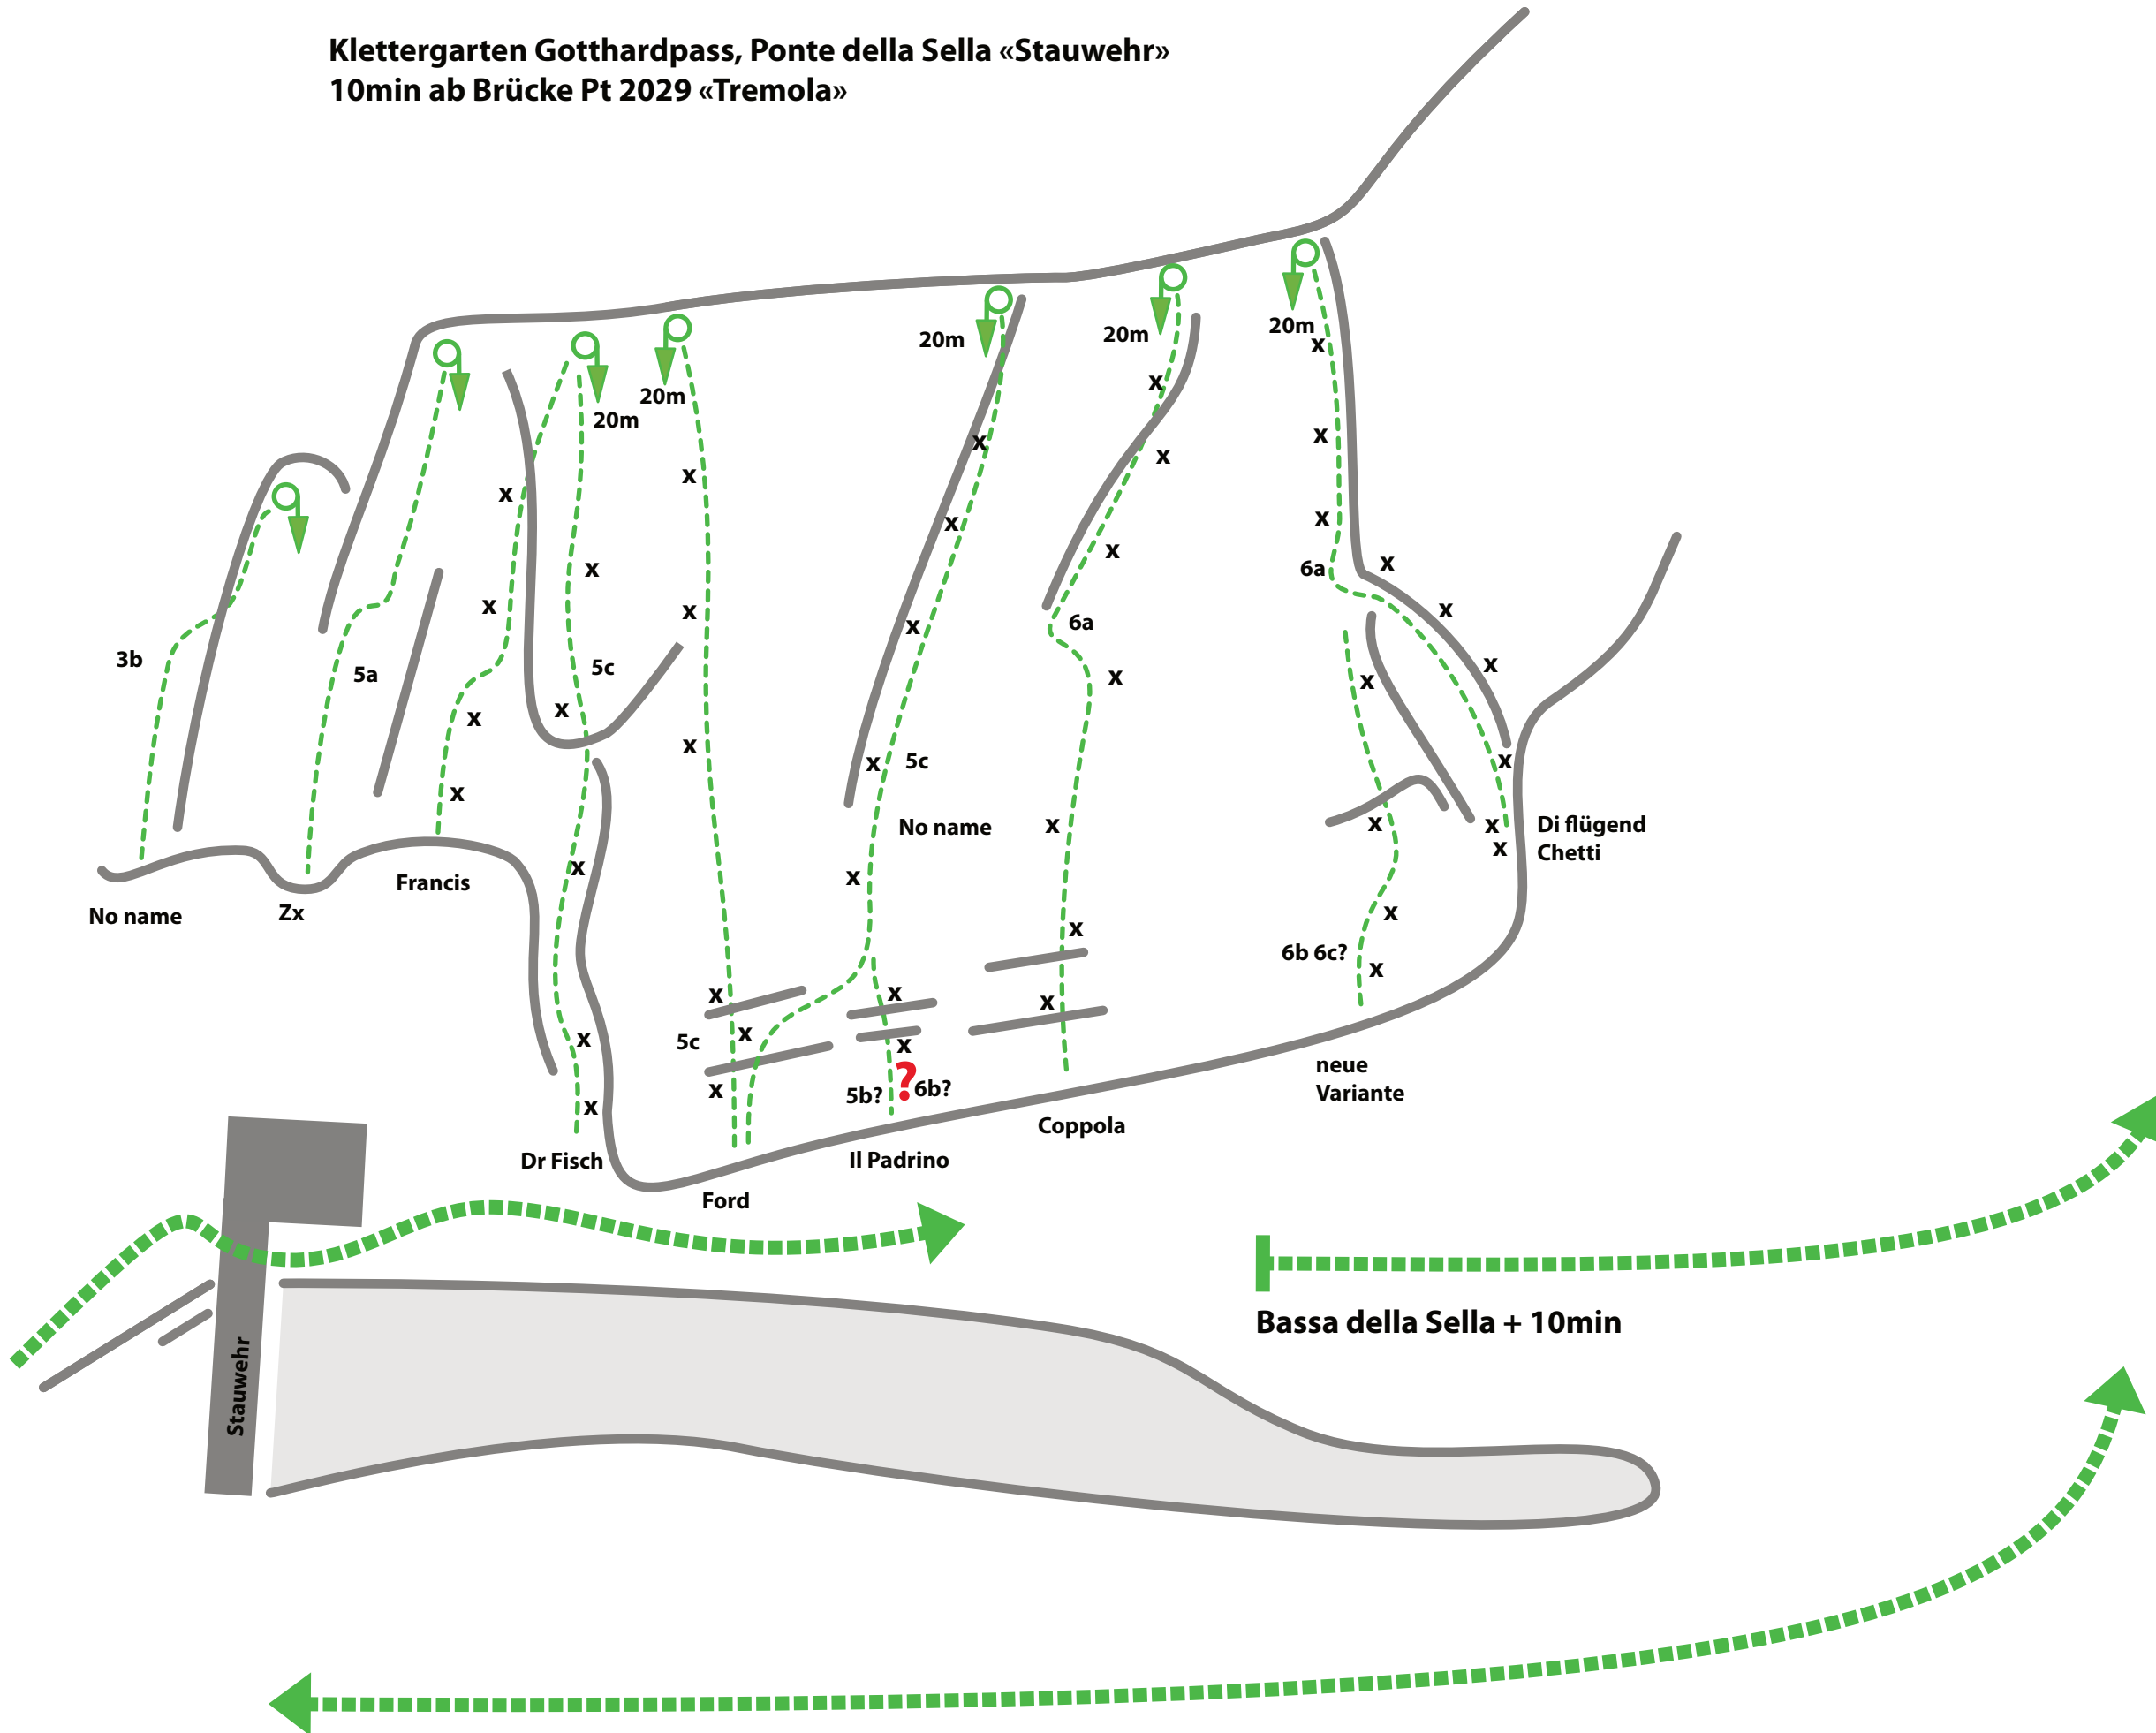 Klettergarten Gotthardpass, Ponte della Sella «Stauwehr»
10min ab Brücke Pt 2029 «Tremola»
20m
20m
20m
20m
20m
x
x
x
x
x
x
x
x
x
x
x
x
6a
x
x
x
x
x
6a
x
3b
5a
5c
x
x
x
x
x
x
x
x
5c
x
x
No name
x
x
x
x
Di flügend
Chetti
x
x
x
Francis
No name
Zx
x
x
6b 6c?
x
x
x
x
x
5c
x
x
x
?
5b?
6b?
x
x
neue
Variante
Coppola
Dr Fisch
Il Padrino
Ford
Bassa della Sella + 10min
Stauwehr